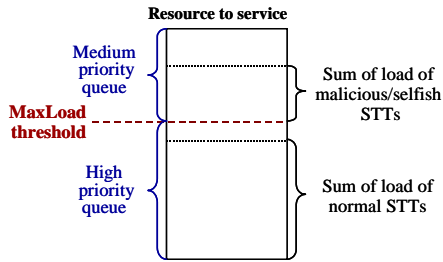 Resource to service
Medium
priority
queue
Sum of load of
malicious/selfish
STTs
MaxLoad
threshold
High
priority
queue
Sum of load of
normal STTs